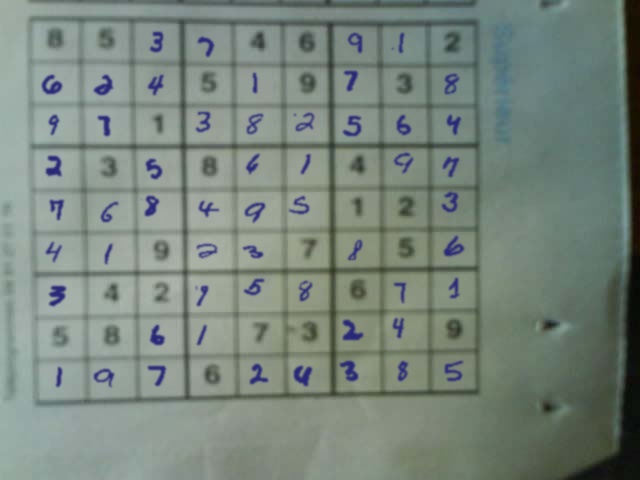 8 5 3 7 4 6 9 1 2
6 2 4 5 1 9 7 3 8
9 7 1 3 8 2 5 6 4
2 3 5 8 6 1 4 9 7
7 6 8 4 9 5 1 2 3
4 1 9 2 3 7 8 5 6
3 4 2 9 5 8 6 7 1
5 8 6 1 7 3 2 4 9
1 9 7 6 2 4 3 8 5
Supérieur